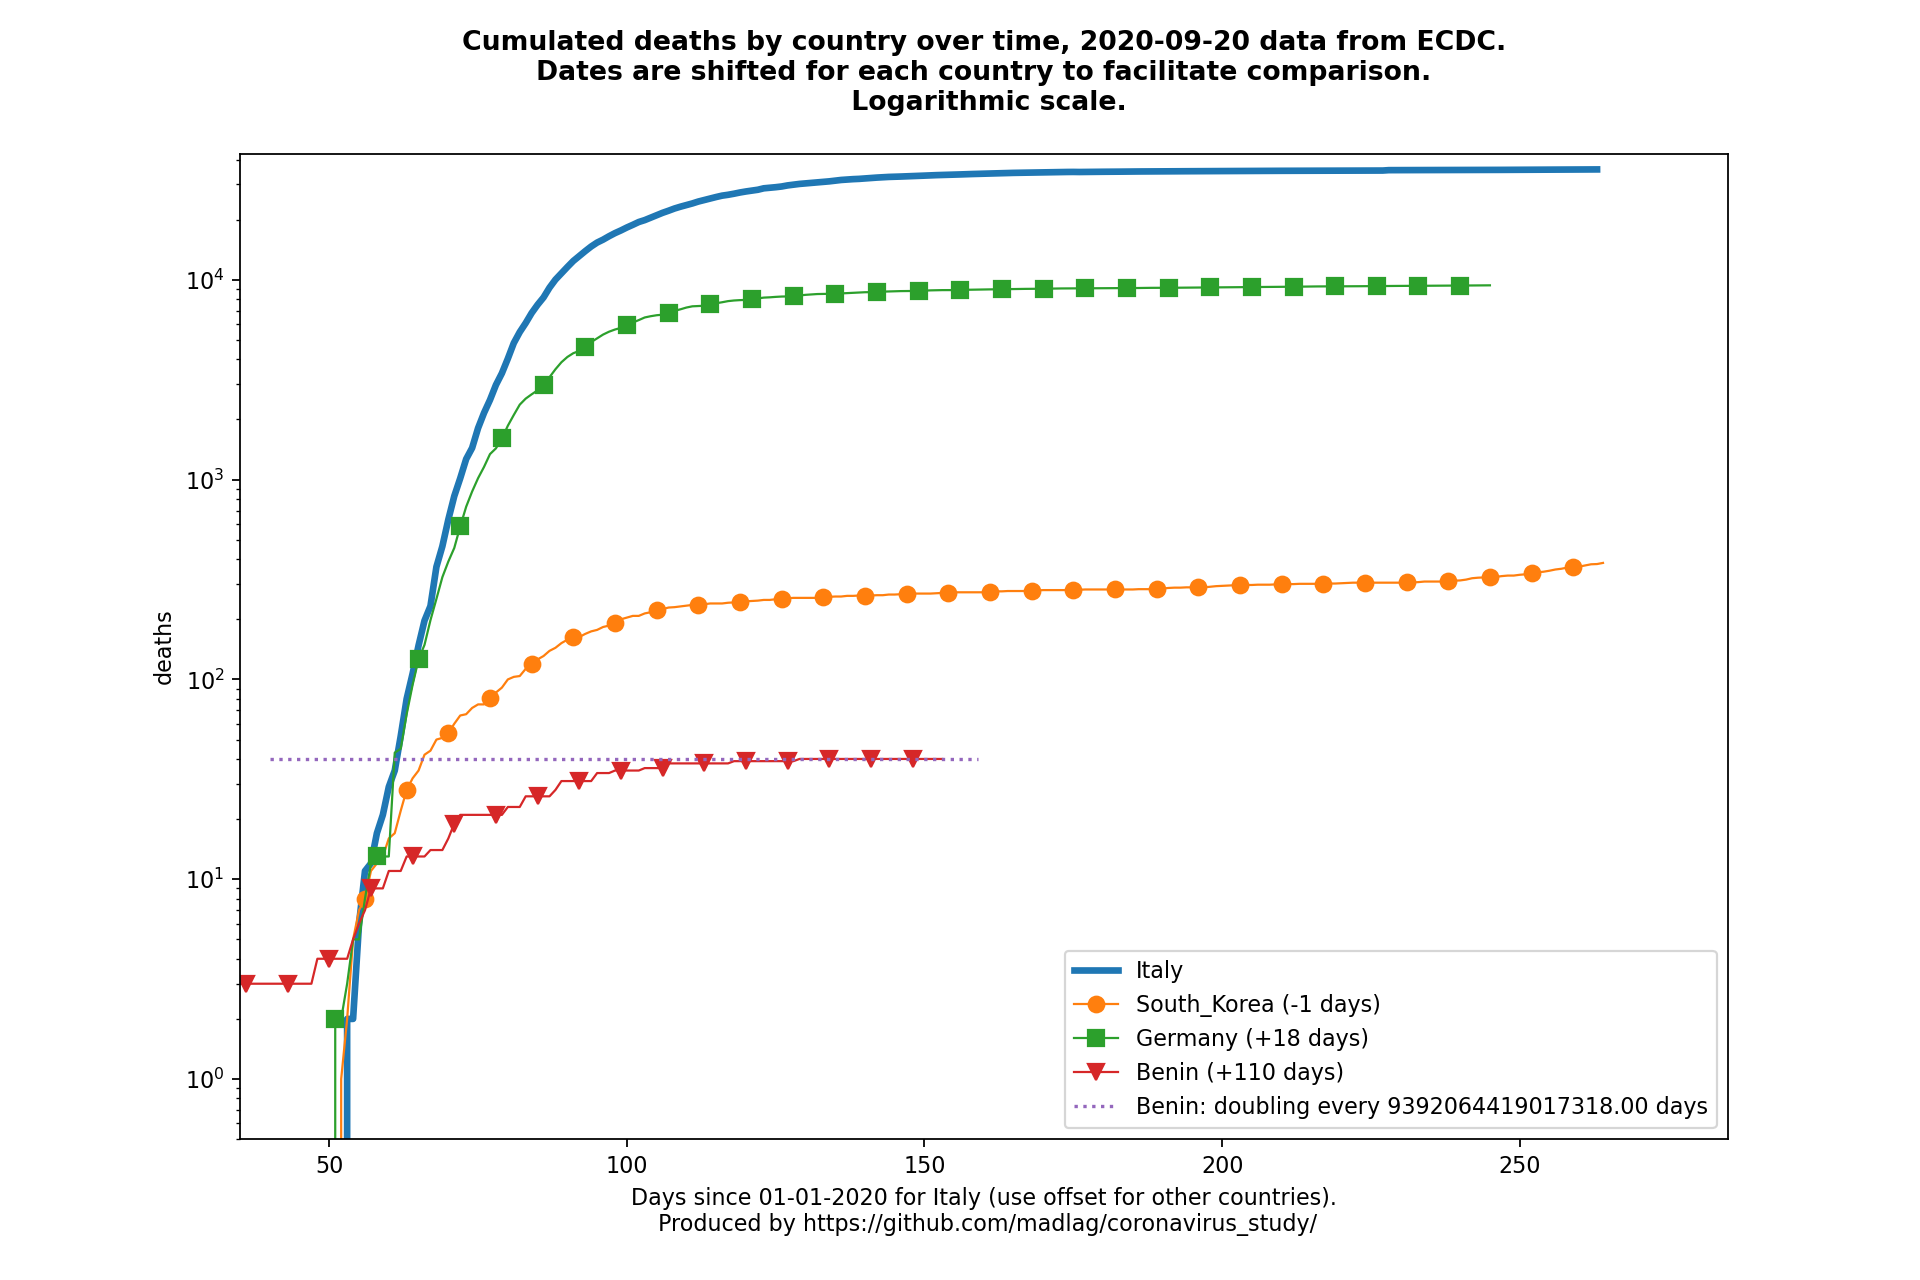 Cumulated deaths by country over time, 2020-09-20 data from ECDC.
Dates are shifted for each country to facilitate comparison.
Logarithmic scale.
deaths
10⁴
10³
10²
10¹
10⁰
Italy
South_Korea (-1 days)
Germany (+18 days)
Benin (+110 days)
Benin: doubling every 9392064419017318.00 days
50 100 150 200 250
Days since 01-01-2020 for Italy (use offset for other countries).
Produced by https://github.com/madlag/coronavirus_study/